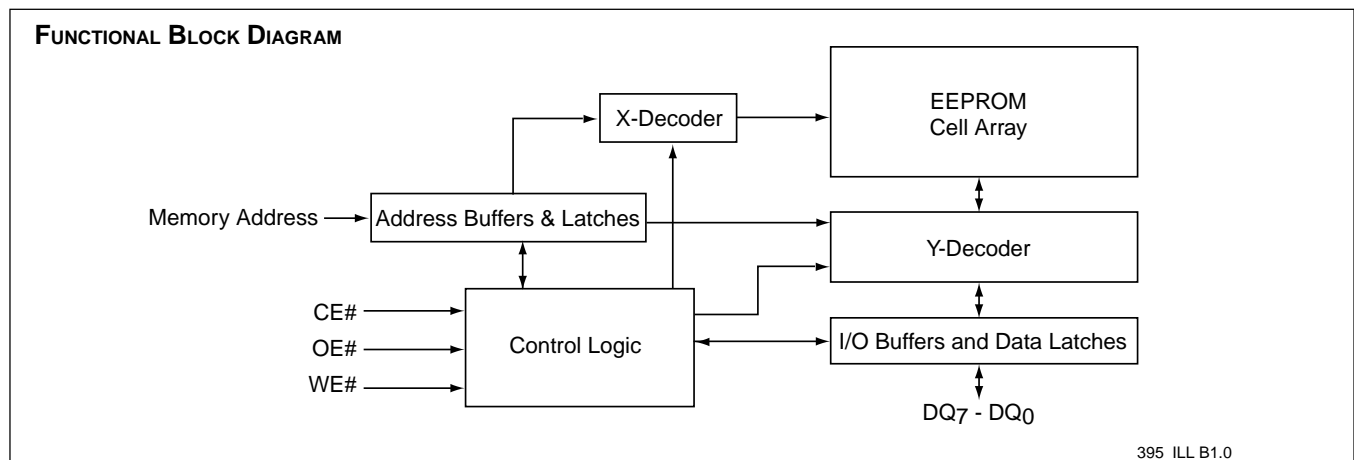 FUNCTIONAL BLOCK DIAGRAM
EEPROM
Cell Array
X-Decoder
Memory Address
Address Buffers & Latches
Y-Decoder
CE#
OE#
WE#
Control Logic
I/O Buffers and Data Latches
DQ7 - DQ0
395 ILL B1.0